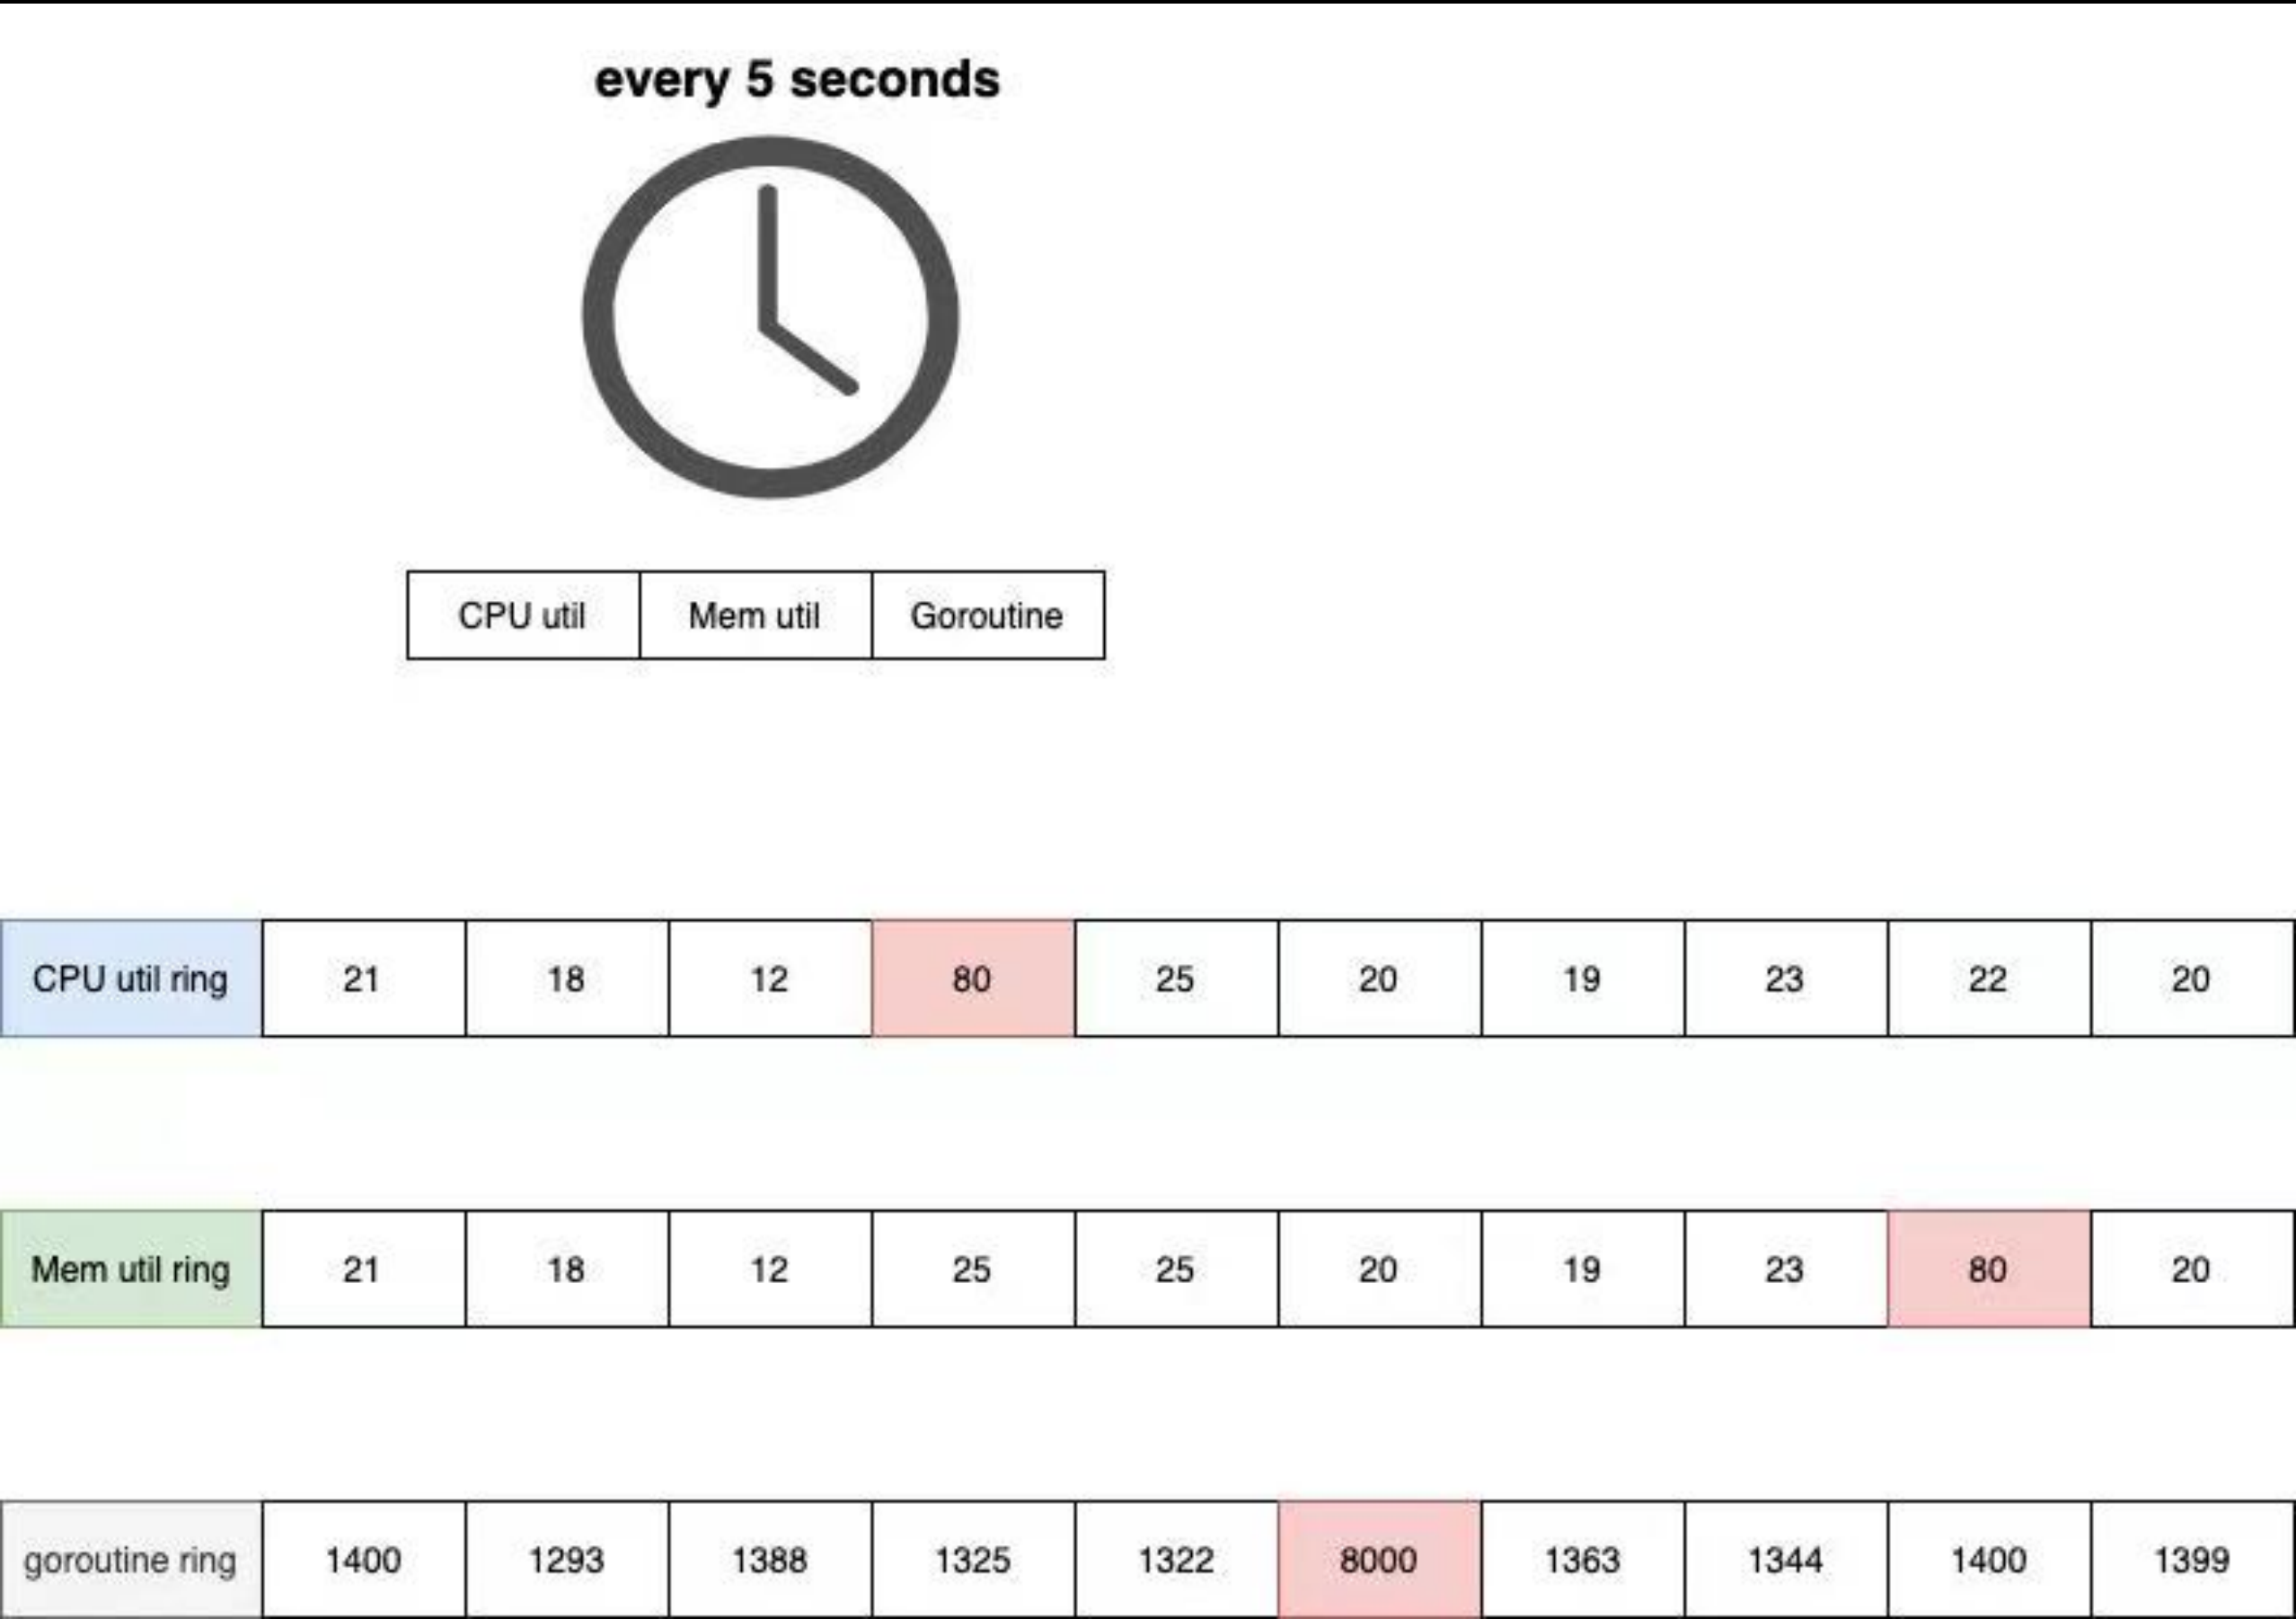 every 5 seconds
CPU util Mem util Goroutine
CPU util ring 21 18 12 80 25 20 19 23 22 20
Mem util ring 21 18 12 25 25 20 19 23 80 20
goroutine ring 1400 1293 1388 1325 1322 8000 1363 1344 1400 1399